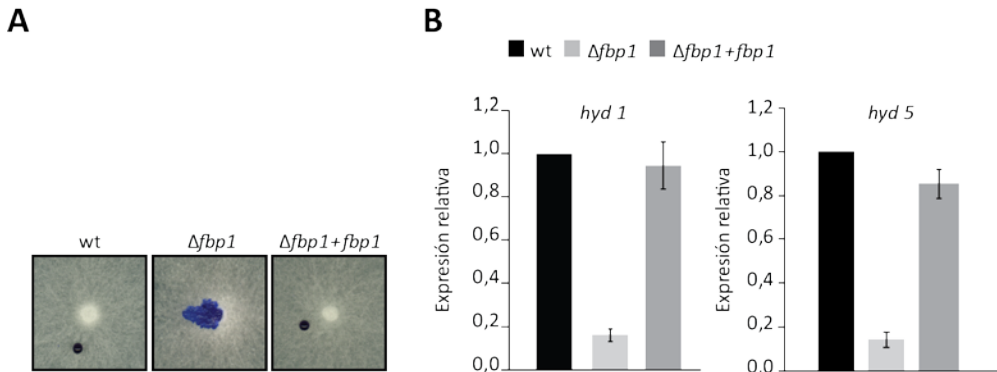 A
wt Δfbp1 Δfbp1+fbp1
B
wt Δfbp1 Δfbp1+fbp1
hyd 1
Expresión relativa
1,2
1,0
0,8
0,6
0,4
0,2
0,0
hyd 5
Expresión relativa
1,2
1,0
0,8
0,6
0,4
0,2
0,0